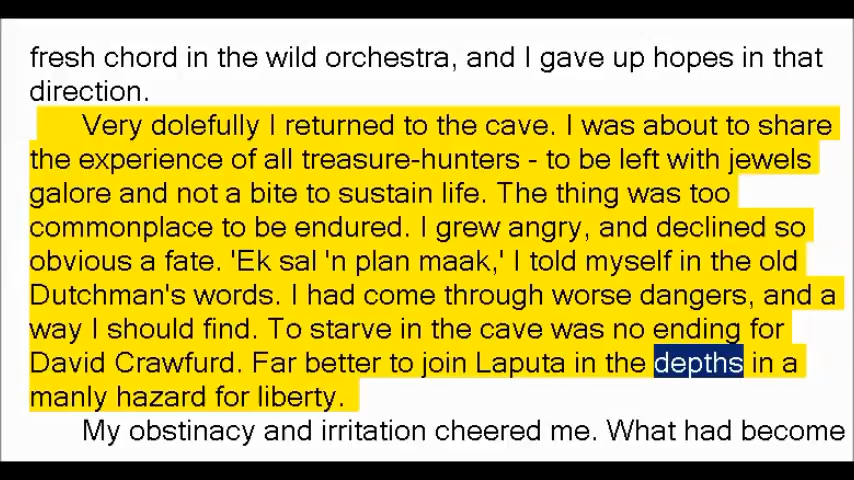 fresh chord in the wild orchestra, and I gave up hopes in that
direction.
Very dolefully I returned to the cave. I was about to share
the experience of all treasure-hunters - to be left with jewels
galore and not a bite to sustain life. The thing was too
commonplace to be endured. I grew angry, and declined so
obvious a fate. 'Ek sal 'n plan maak,' I told myself in the old
Dutchman's words. I had come through worse dangers, and a
way I should find. To starve in the cave was no ending for
David Crawfurd. Far better to join Laputa in the depths in a
manly hazard for liberty.
My obstinacy and irritation cheered me. What had become